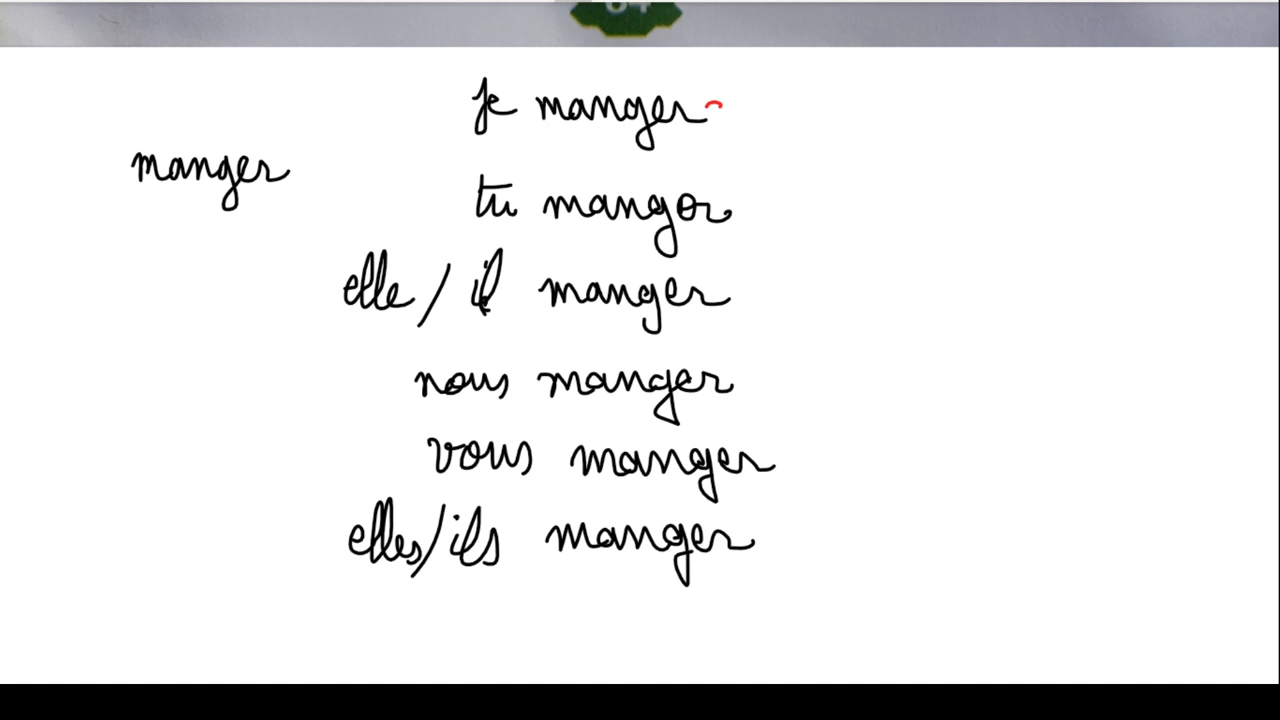 je manger
manger
tu manger
elle / il manger
nous manger
vous manger
elles/ils manger